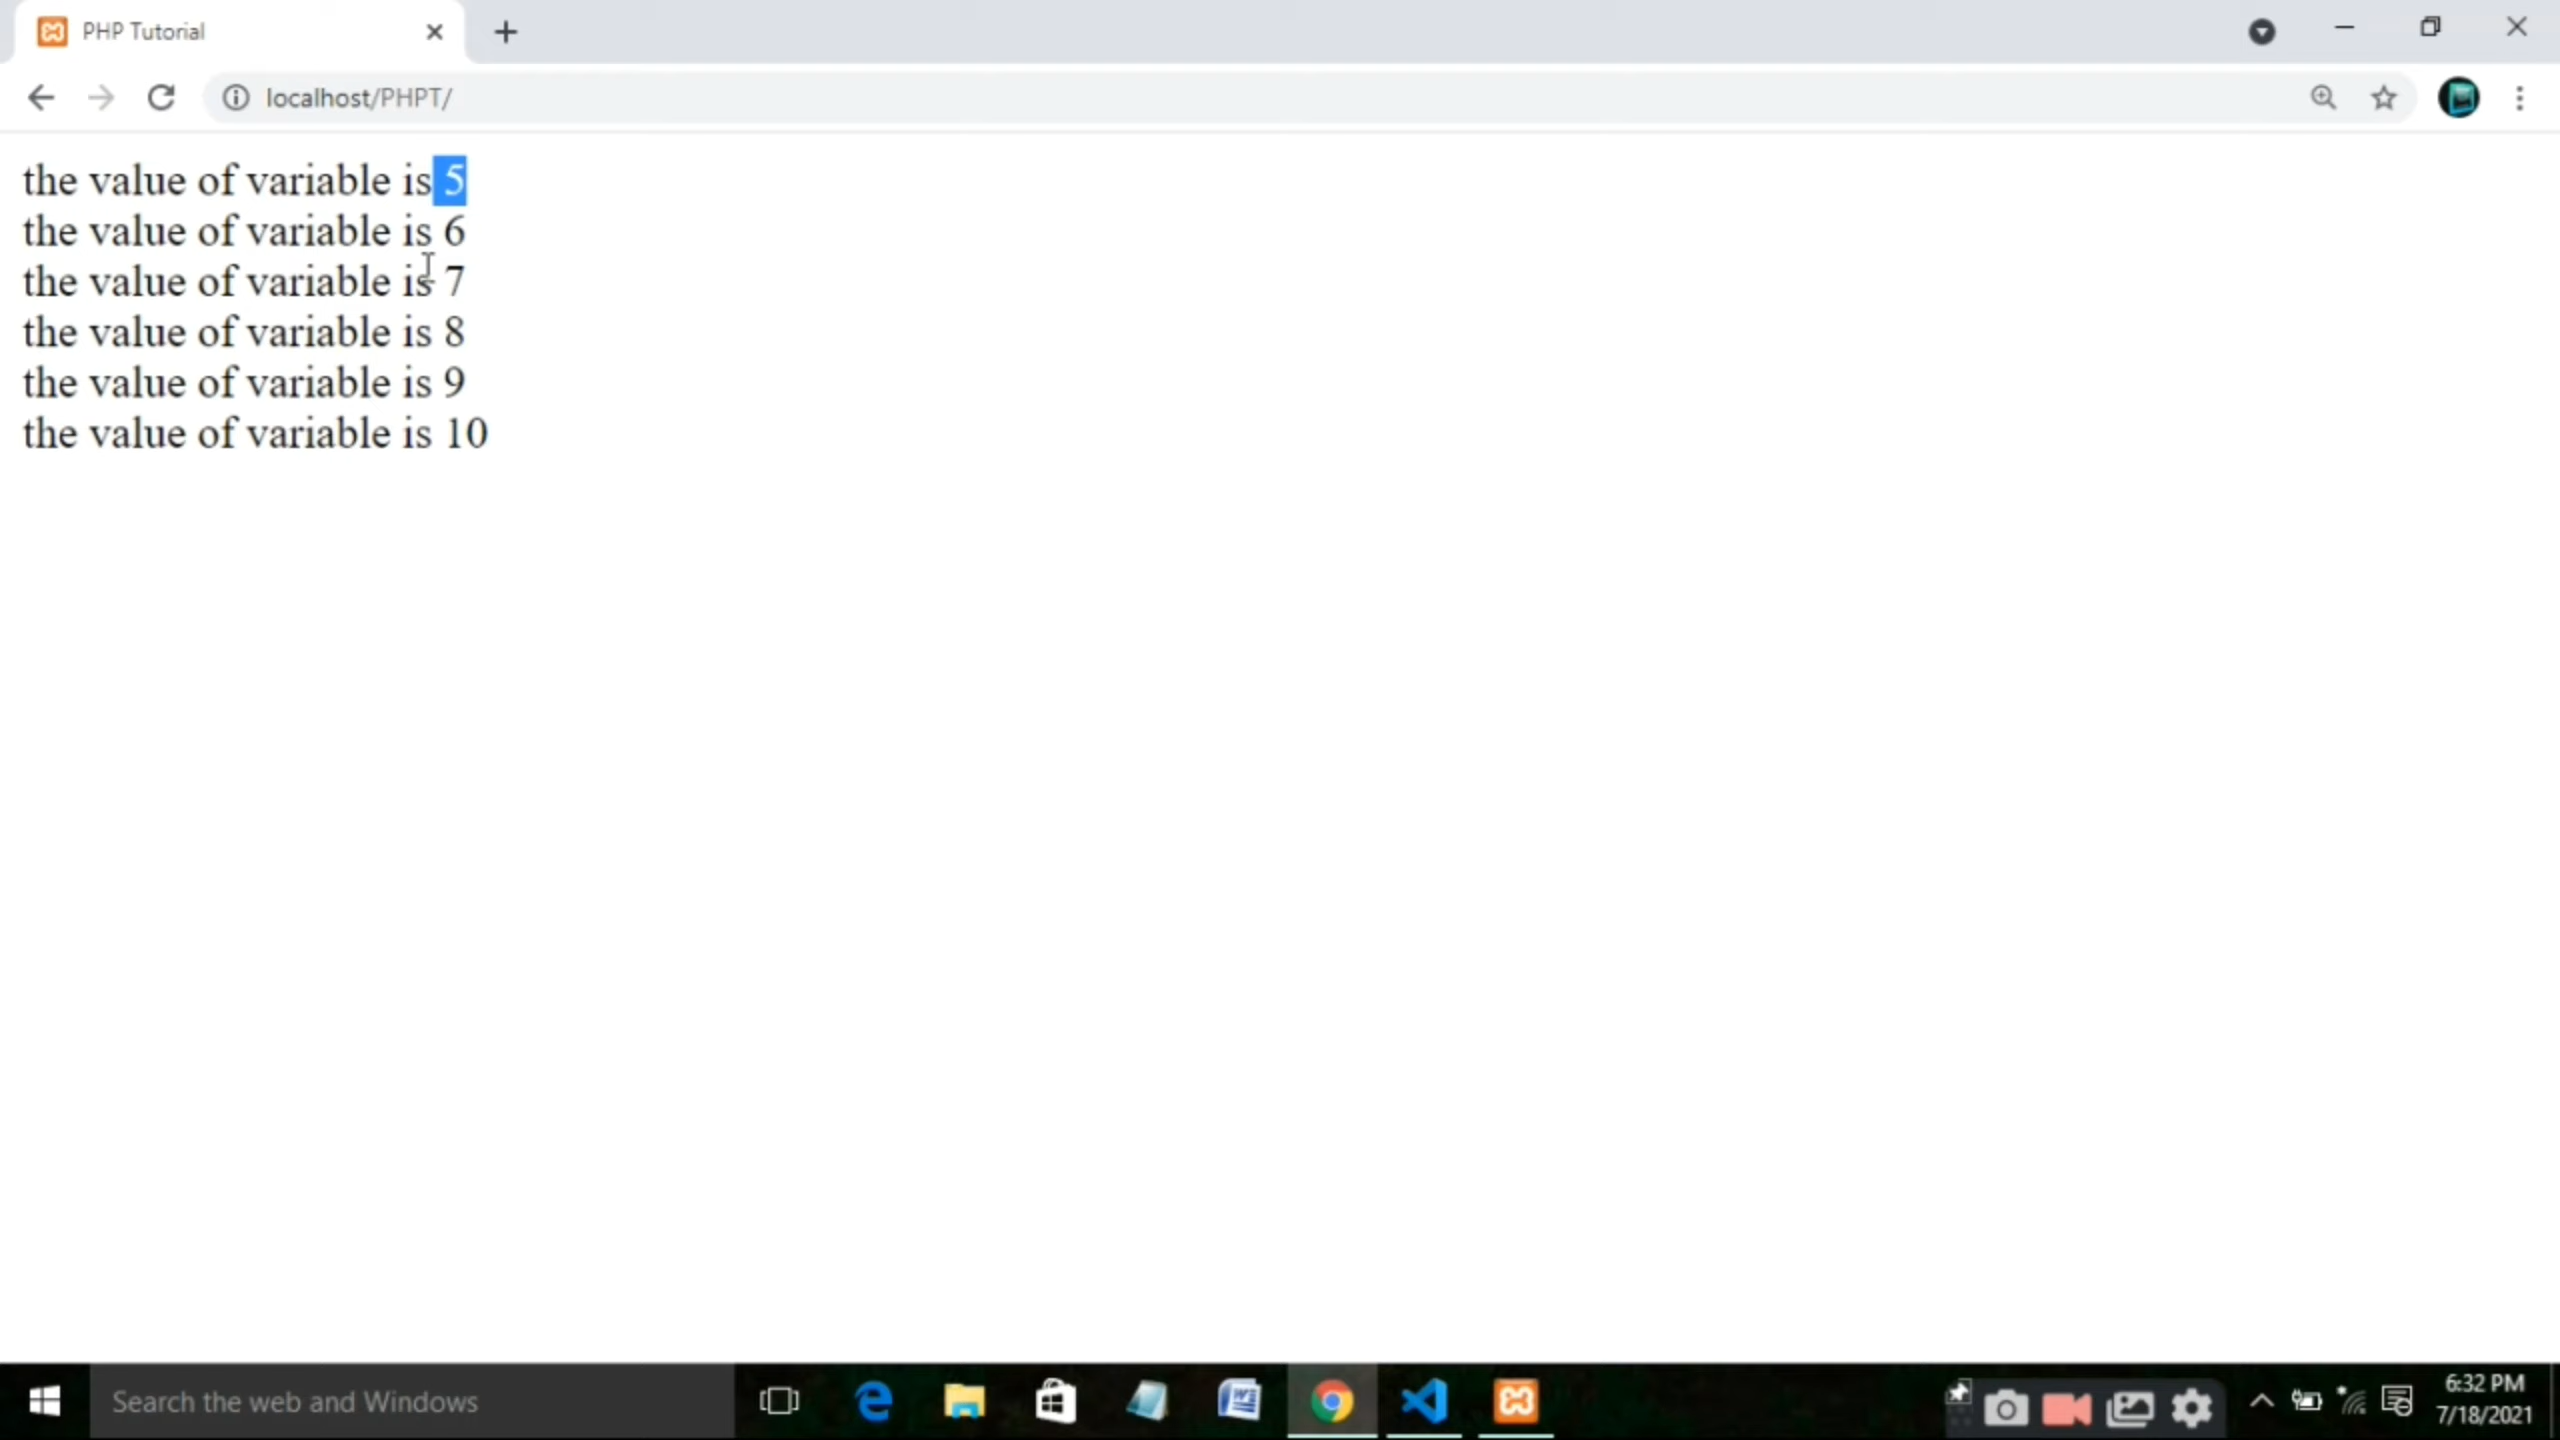 PHP Tutorial
localhost/PHPT/
the value of variable is 5
the value of variable is 6
the value of variable is 7
the value of variable is 8
the value of variable is 9
the value of variable is 10
Search the web and Windows
6:32 PM
7/18/2021